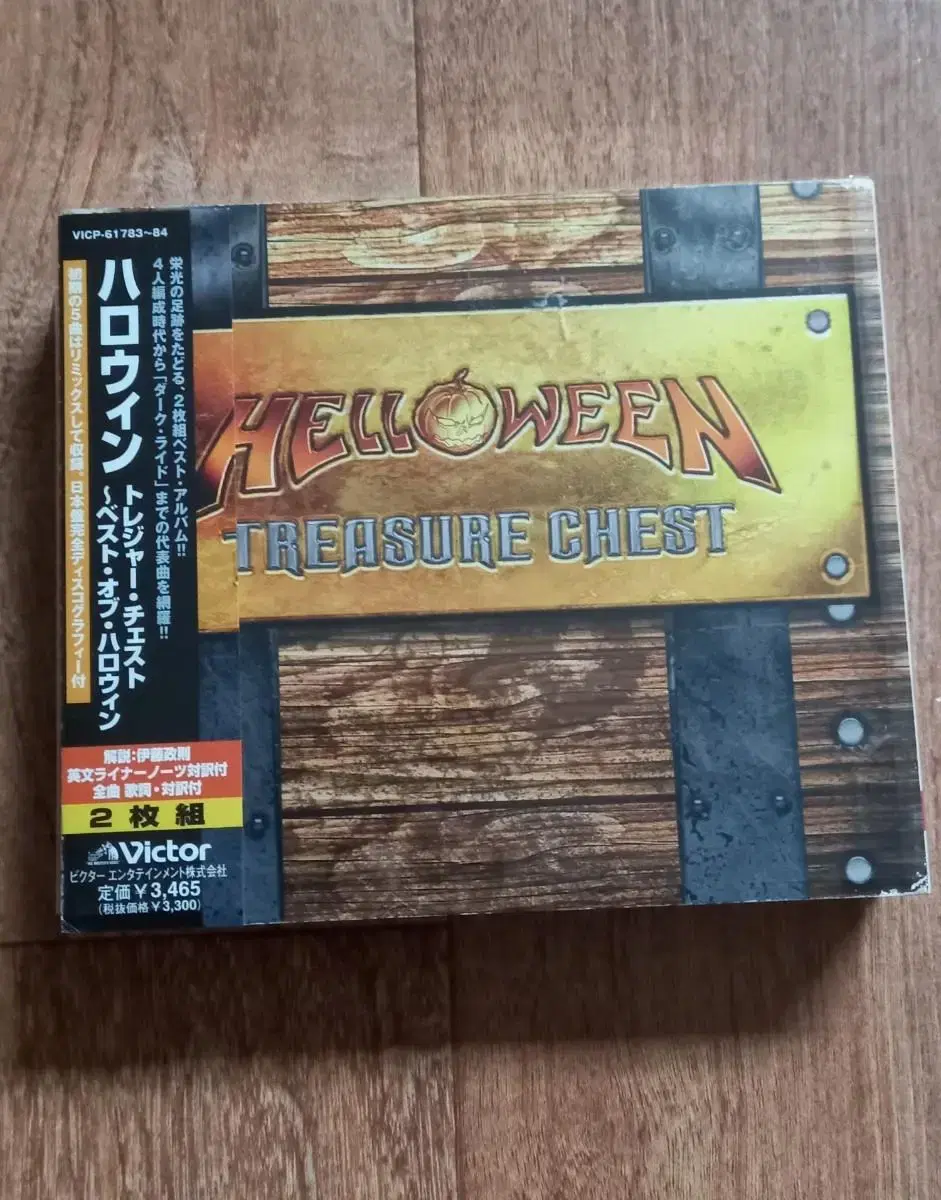 VICP-61783~84
栄光の足跡をたどる、2枚組ベスト・アルバム!!
4人編成時代から「ダーク・ライド」までの代表曲を網羅!!
ハロウィン トレジャー・チェスト
~ベスト・オブ・ハロウィン
初期の5曲はリミックスして収録。日本盤完全ディスコグラフィー付
HELLOWEEN
TREASURE CHEST
解説:伊藤政則
英文ライナーノーツ対訳付
全曲 歌詞・対訳付
2枚組
Victor
ビクター エンタテインメント株式会社
定価¥3,465
(税抜価格¥3,300)